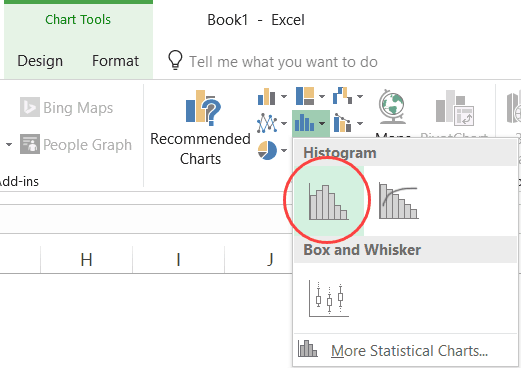 Chart Tools
Book1 - Excel
Design Format Tell me what you want to do
Bing Maps
People Graph
Recommended
Charts
Maps PivotChart
Add-ins
Histogram
H I J
Box and Whisker
More Statistical Charts...